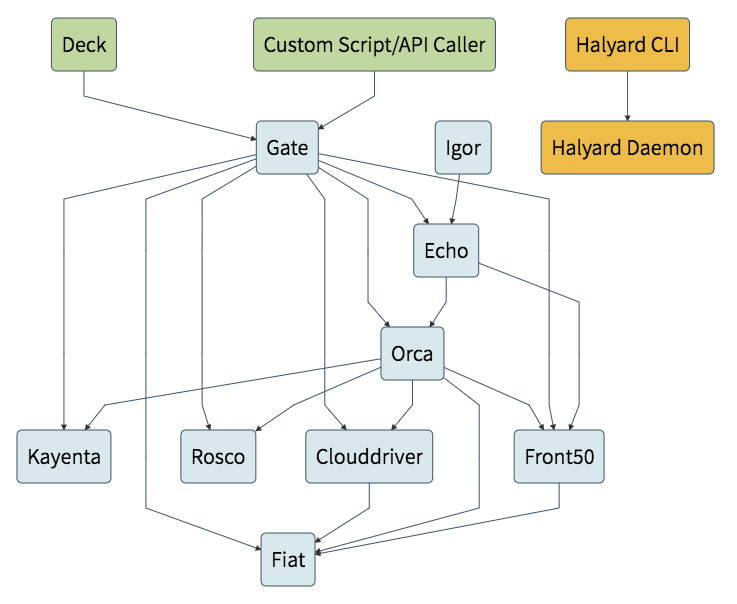 Deck
Custom Script/API Caller
Halyard CLI
Gate
Igor
Halyard Daemon
Echo
Orca
Kayenta
Rosco
Clouddriver
Front50
Fiat